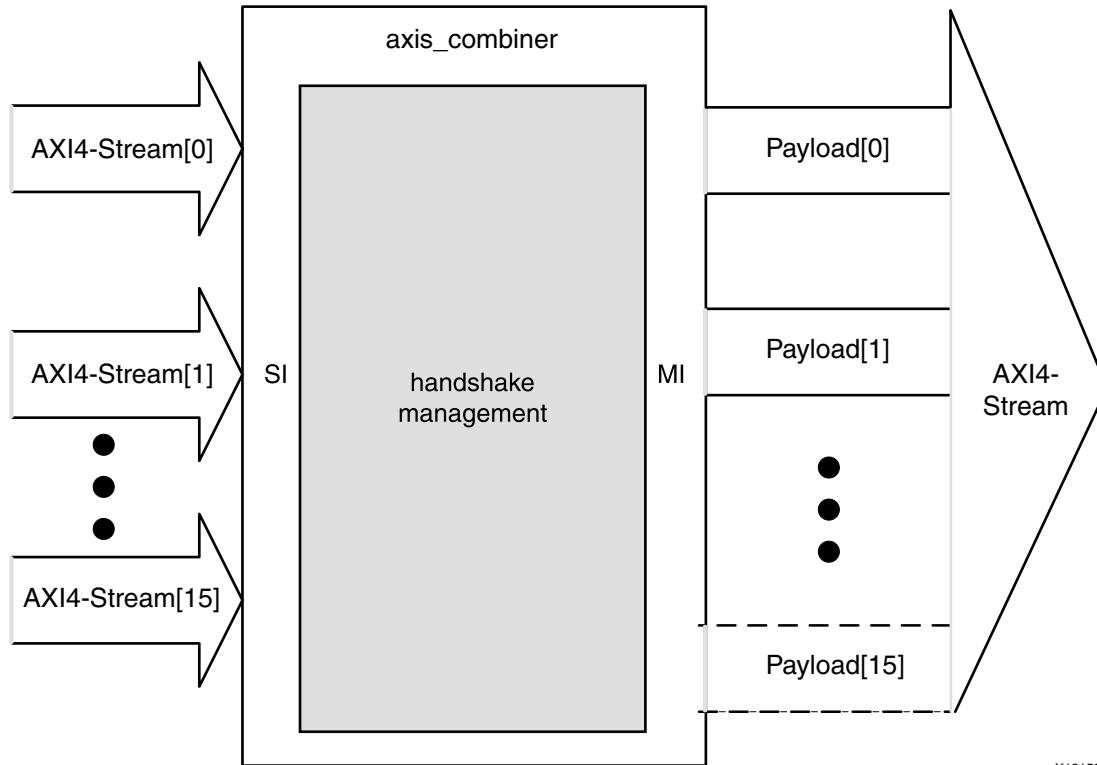 axis_combiner
AXI4-Stream[0]
Payload[0]
AXI4-Stream[1]
SI
handshake
management
MI
Payload[1]
AXI4-
Stream
AXI4-Stream[15]
Payload[15]